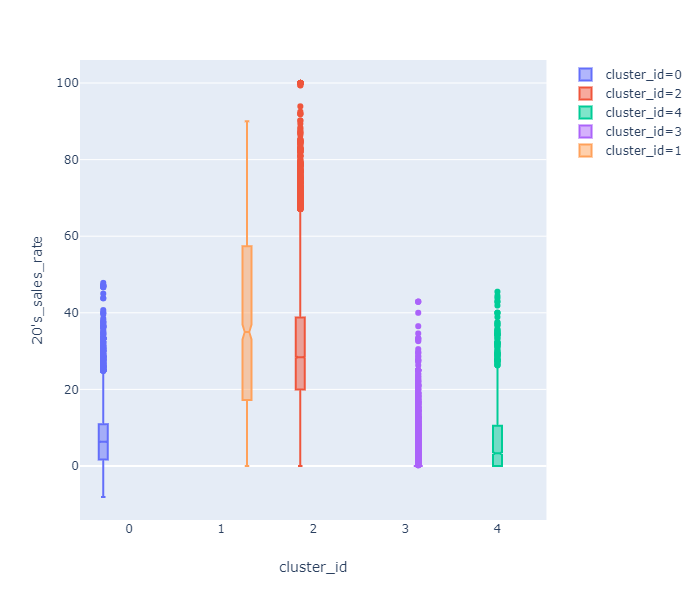 100
80
60
40
20
0
20's_sales_rate
0 1 2 3 4
cluster_id
cluster_id=0
cluster_id=2
cluster_id=4
cluster_id=3
cluster_id=1